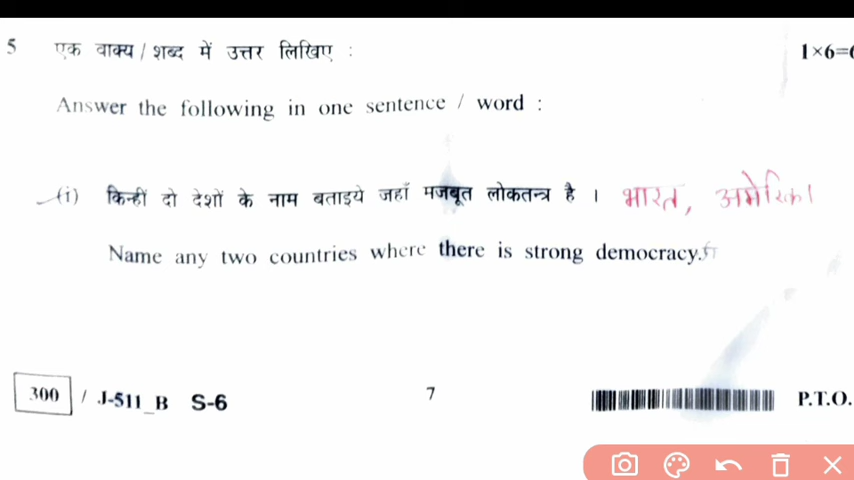 5 एक वाक्य / शब्द में उत्तर लिखिए : 1×6=6
Answer the following in one sentence / word :
(i) किन्हीं दो देशों के नाम बताइये जहाँ मजबूत लोकतन्त्र है । भारत, अमेरिका
Name any two countries where there is strong democracy.
300 / J-511_B S-6 7 P.T.O.